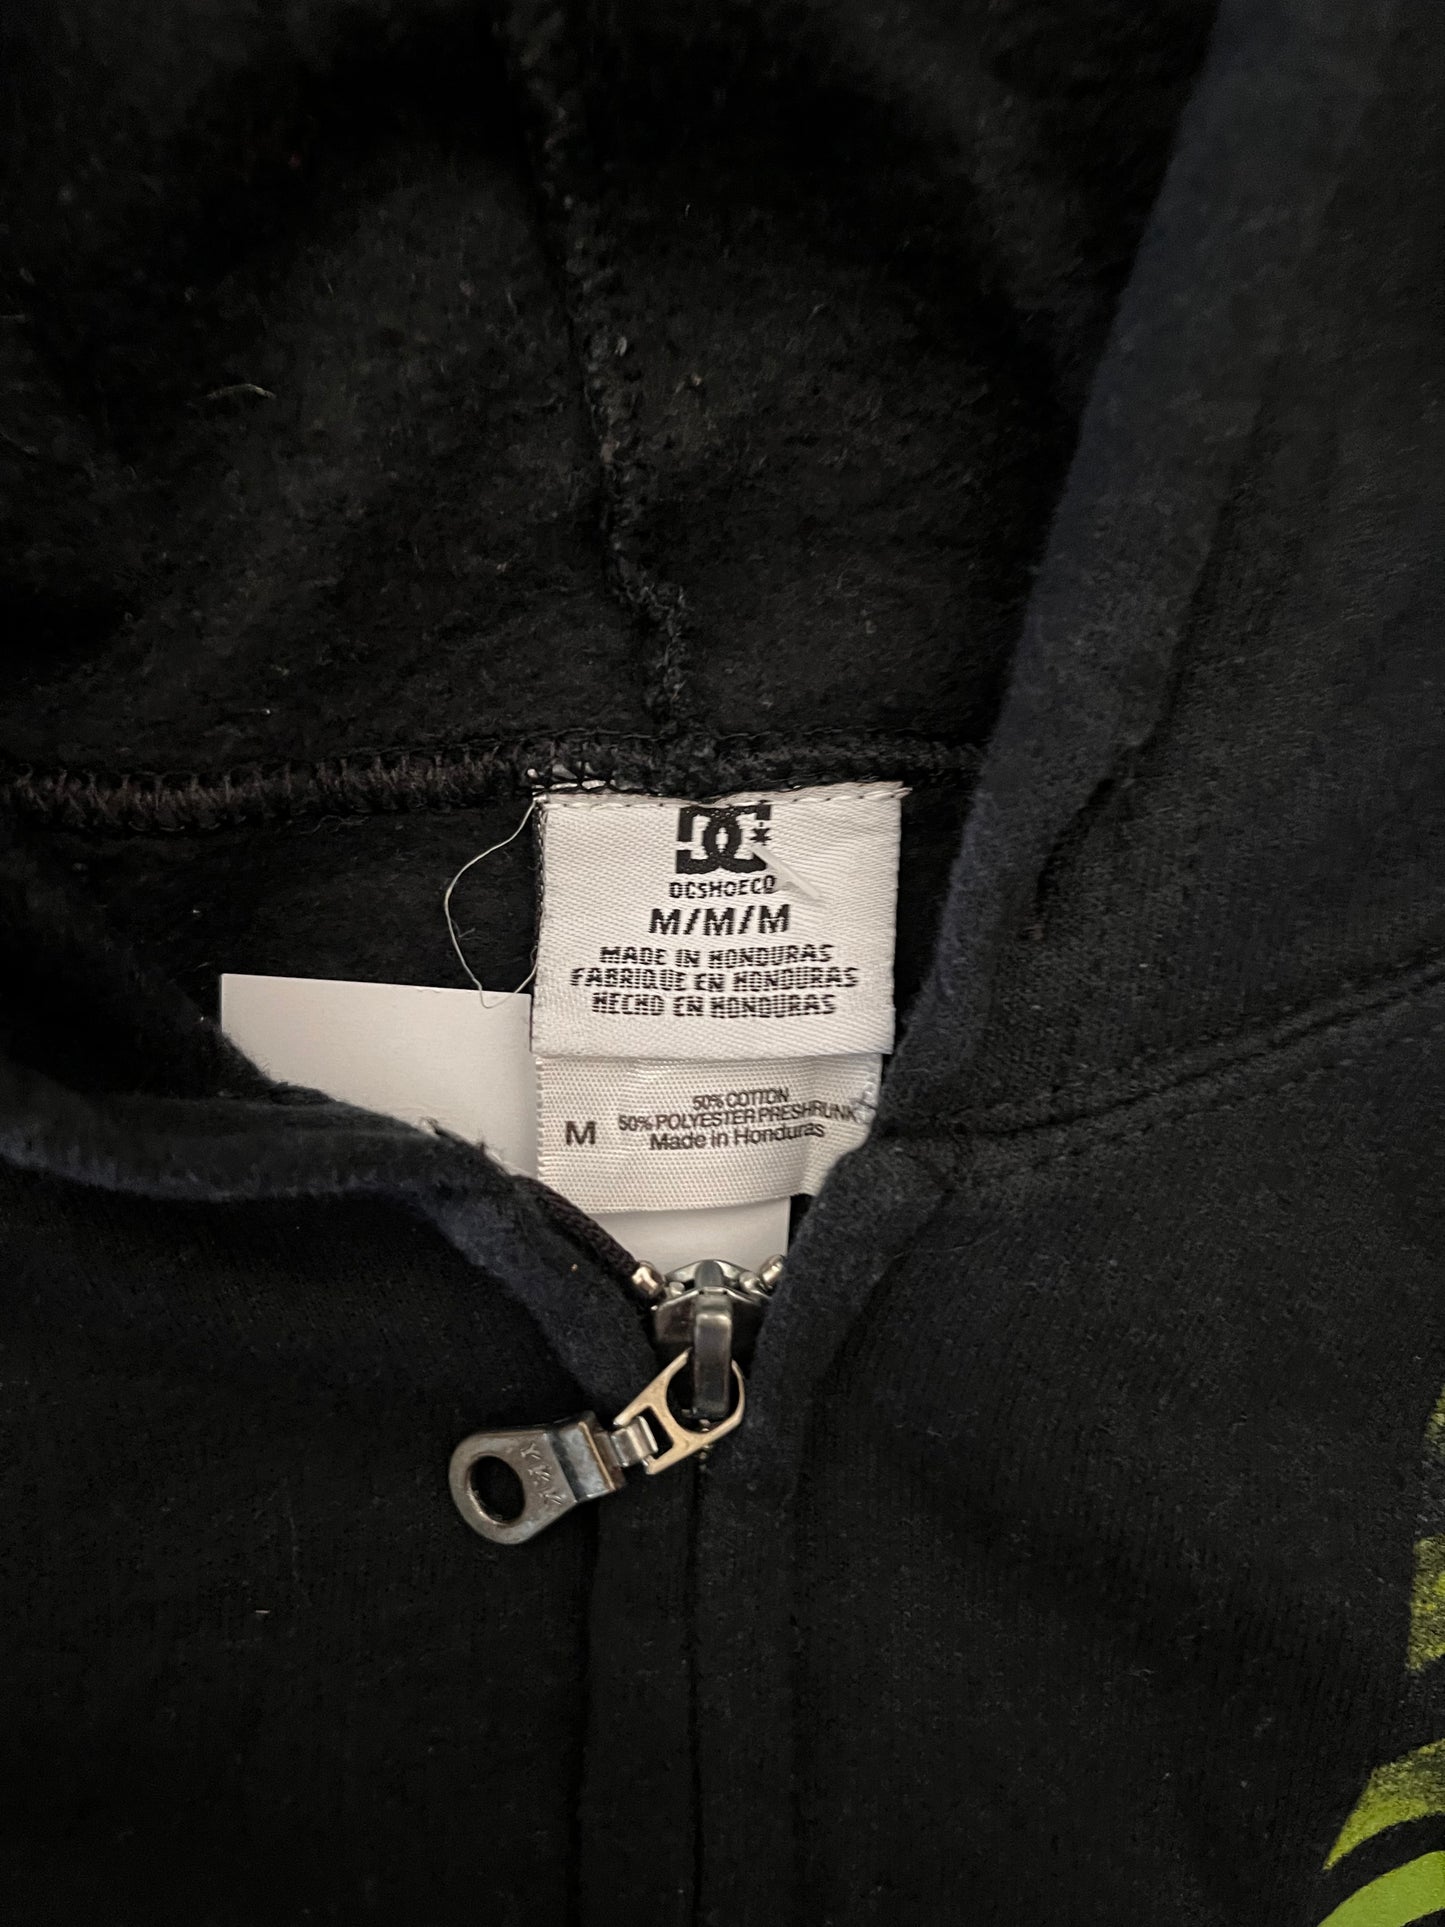 DC
DCSHOECO
M/M/M
MADE IN HONDURAS
FABRIQUE EN HONDURAS
HECHO EN HONDURAS
50% COTTON
M 50% POLYESTER PRESHRUNK
Made in Honduras
YKK